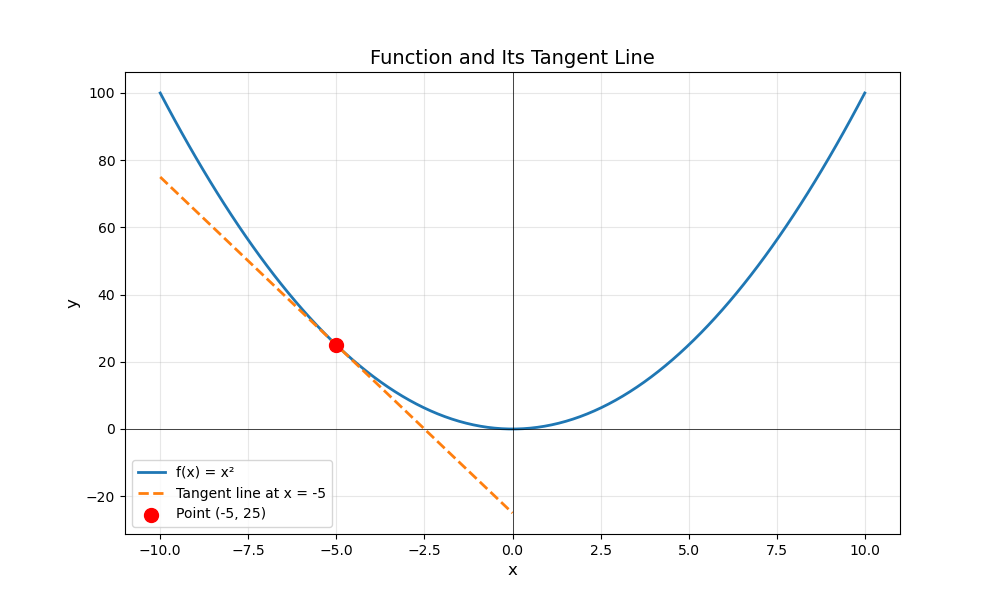 Function and Its Tangent Line
y
100
80
60
40
20
0
−20
f(x) = x²
Tangent line at x = -5
Point (-5, 25)
−10.0 −7.5 −5.0 −2.5 0.0 2.5 5.0 7.5 10.0
x